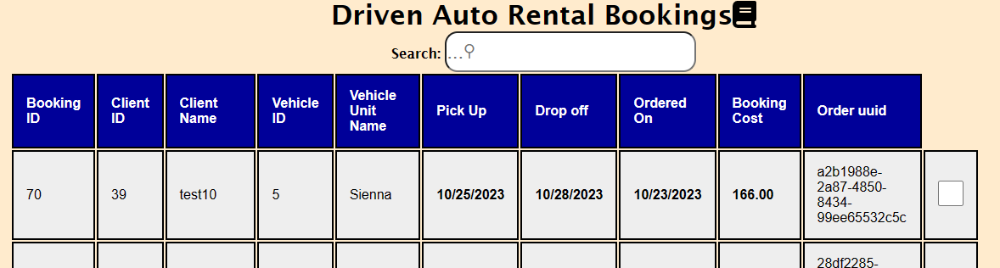 Driven Auto Rental Bookings
Search: ...
Booking ID
Client ID
Client Name
Vehicle ID
Vehicle Unit Name
Pick Up
Drop off
Ordered On
Booking Cost
Order uuid
70
39
test10
5
Sienna
10/25/2023
10/28/2023
10/23/2023
166.00
a2b1988e-
2a87-4850-
8434-
99ee65532c5c
28df2285-